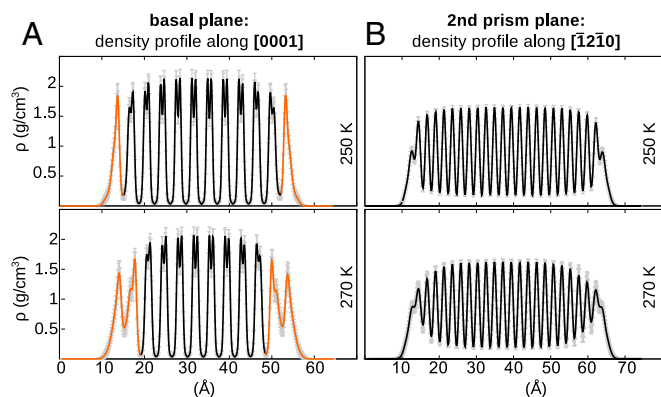 A
basal plane:
density profile along [0001]
B
2nd prism plane:
density profile along [1̄21̄0]
ρ (g/cm³)
2
1.5
1
0.5
250 K
250 K
ρ (g/cm³)
2
1.5
1
0.5
270 K
270 K
0 10 20 30 40 50 60
(Å)
10 20 30 40 50 60 70
(Å)